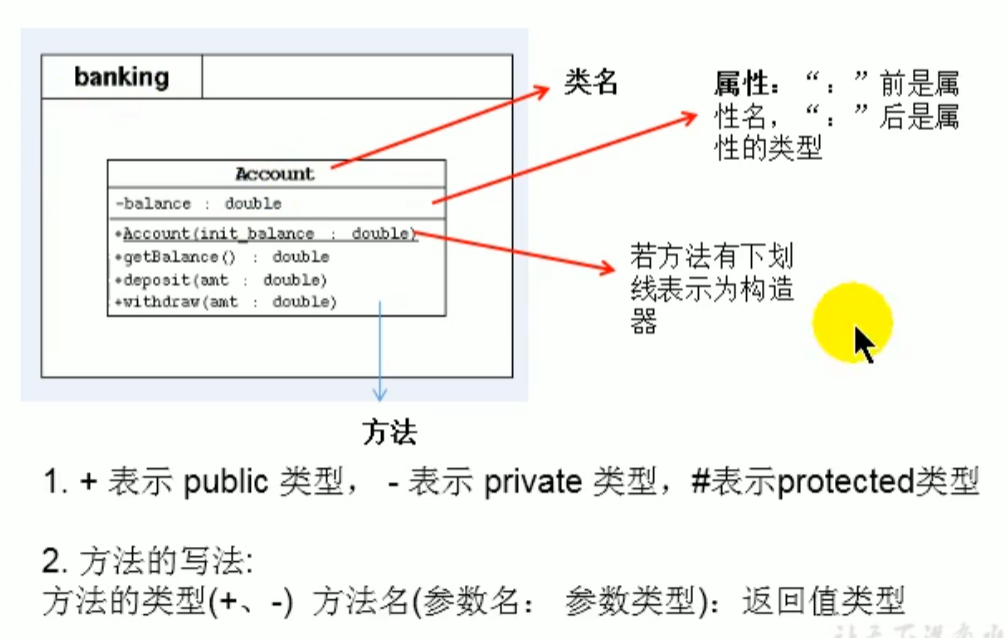 banking
类名
属性：“：”前是属
性名，“：”后是属
性的类型
Account
-balance : double
+Account(init_balance : double)
+getBalance() : double
+deposit(amt : double)
+withdraw(amt : double)
若方法有下划
线表示为构造
器
方法
1. + 表示 public 类型， - 表示 private 类型，#表示protected类型
2. 方法的写法:
方法的类型(+、-) 方法名(参数名： 参数类型)：返回值类型